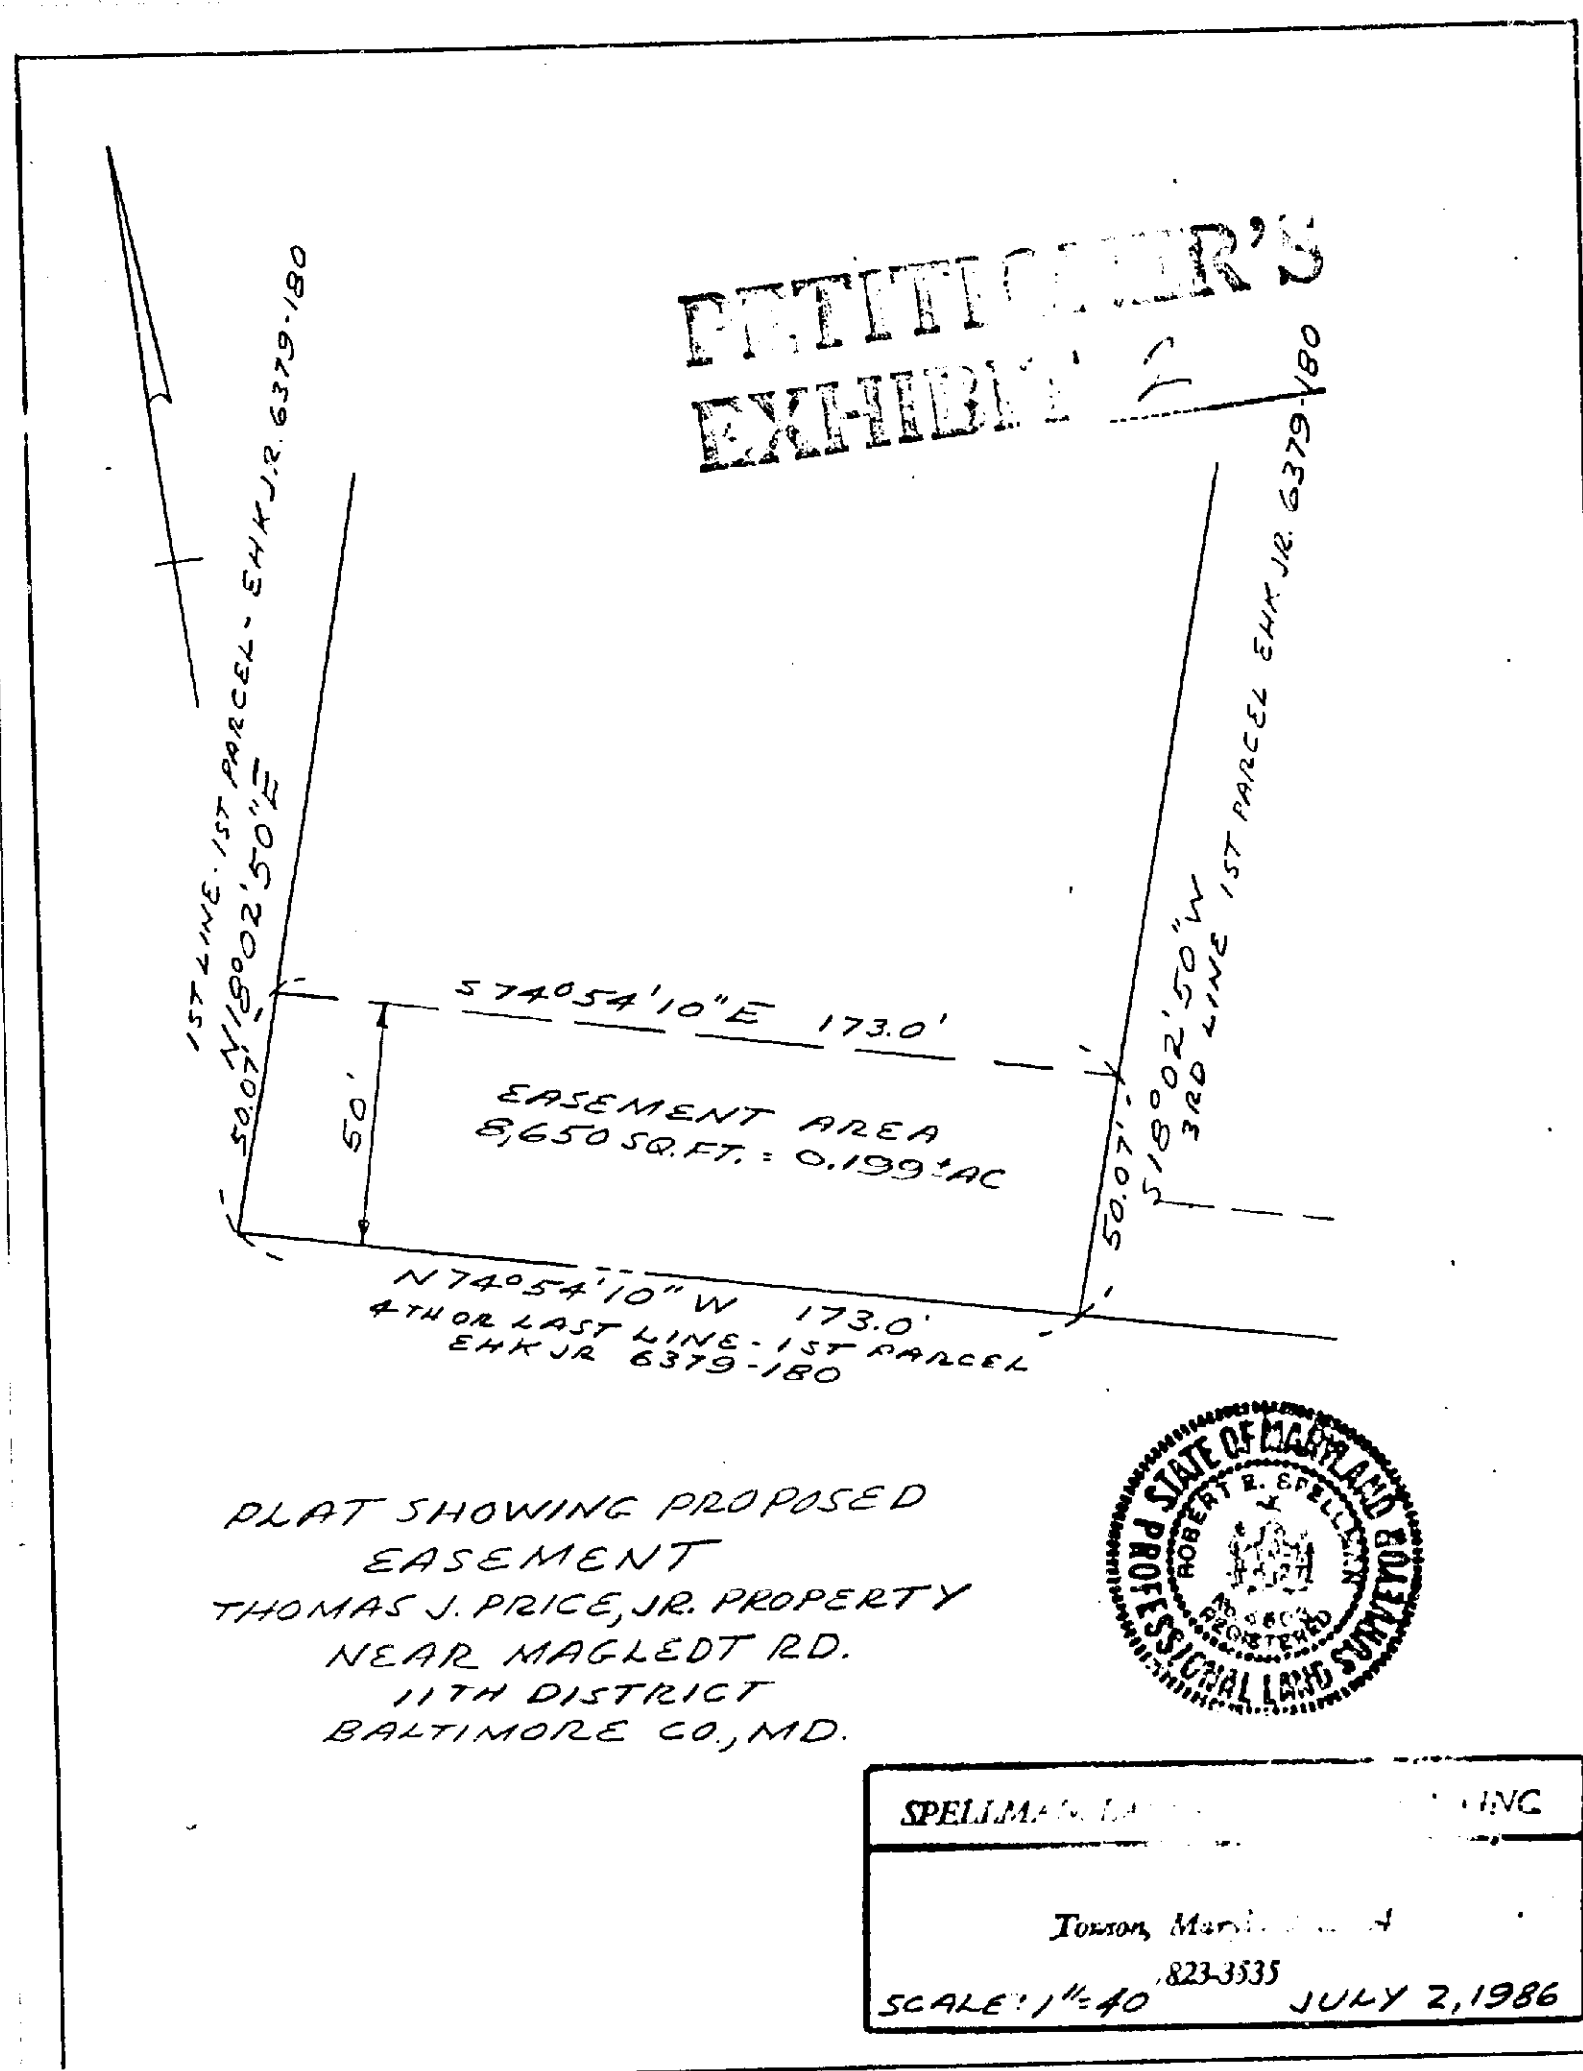 PETITIONER'S
EXHIBIT
1ST LINE - 1ST PARCEL - EHK JR. 6379-180
N18°02'50"E
50.07'
S18°02'50"W
3RD LINE 1ST PARCEL EHK JR. 6379-180
50.07'
S74°54'10"E 173.0'
50'
EASEMENT AREA
8,650 SQ.FT. = 0.199±AC
N74°54'10"W 173.0'
4TH OR LAST LINE - 1ST PARCEL
EHK JR 6379-180
PLAT SHOWING PROPOSED
EASEMENT
THOMAS J. PRICE, JR. PROPERTY
NEAR MAGLEDT RD.
11TH DISTRICT
BALTIMORE CO., MD.
STATE OF MARYLAND
PROFESSIONAL LAND SURVEYOR
ROBERT E. SPELLMAN
REGISTERED
SPELLMAN
Towson,
823-3535
SCALE: 1"=40 JULY 2, 1986